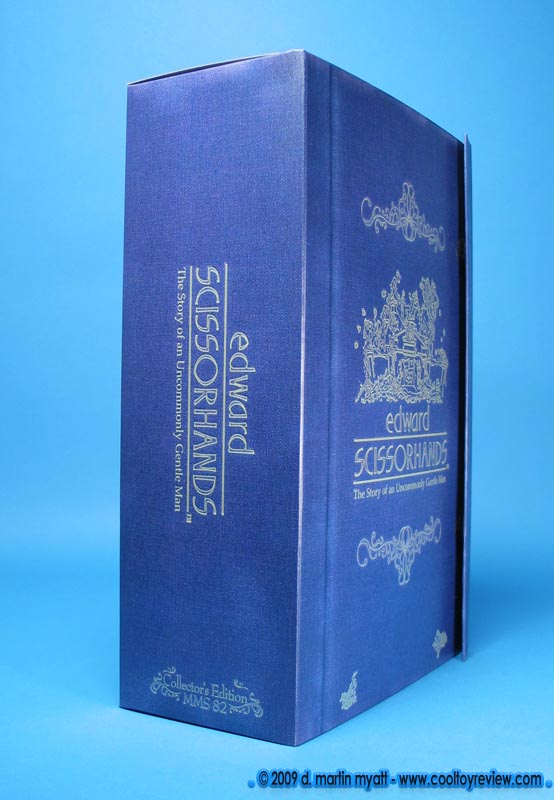 edward
SCISSORHANDS™
The Story of an Uncommonly Gentle Man
Collector's Edition
MMS 82
edward
SCISSORHANDS
The Story of an Uncommonly Gentle Man
© 2009 d. martin myatt - www.cooltoyreview.com